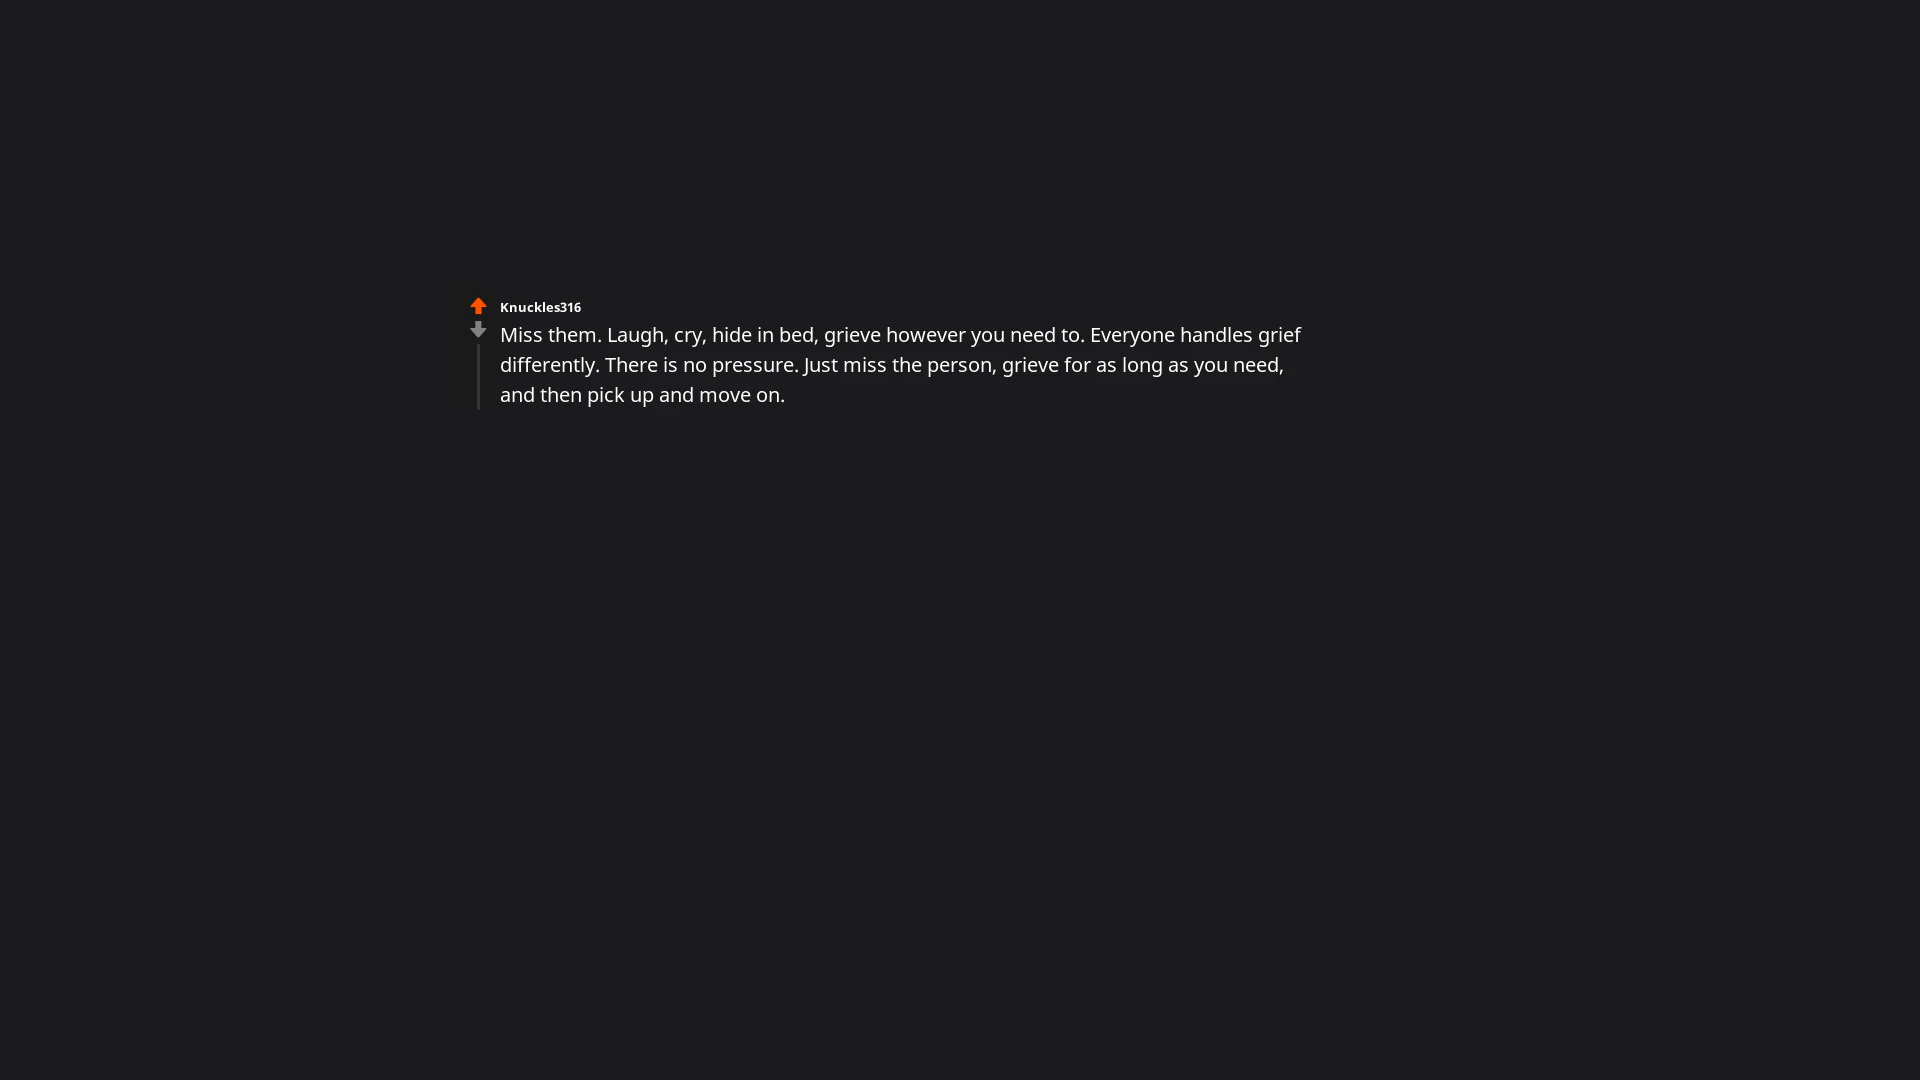 Knuckles316
Miss them. Laugh, cry, hide in bed, grieve however you need to. Everyone handles grief
differently. There is no pressure. Just miss the person, grieve for as long as you need,
and then pick up and move on.